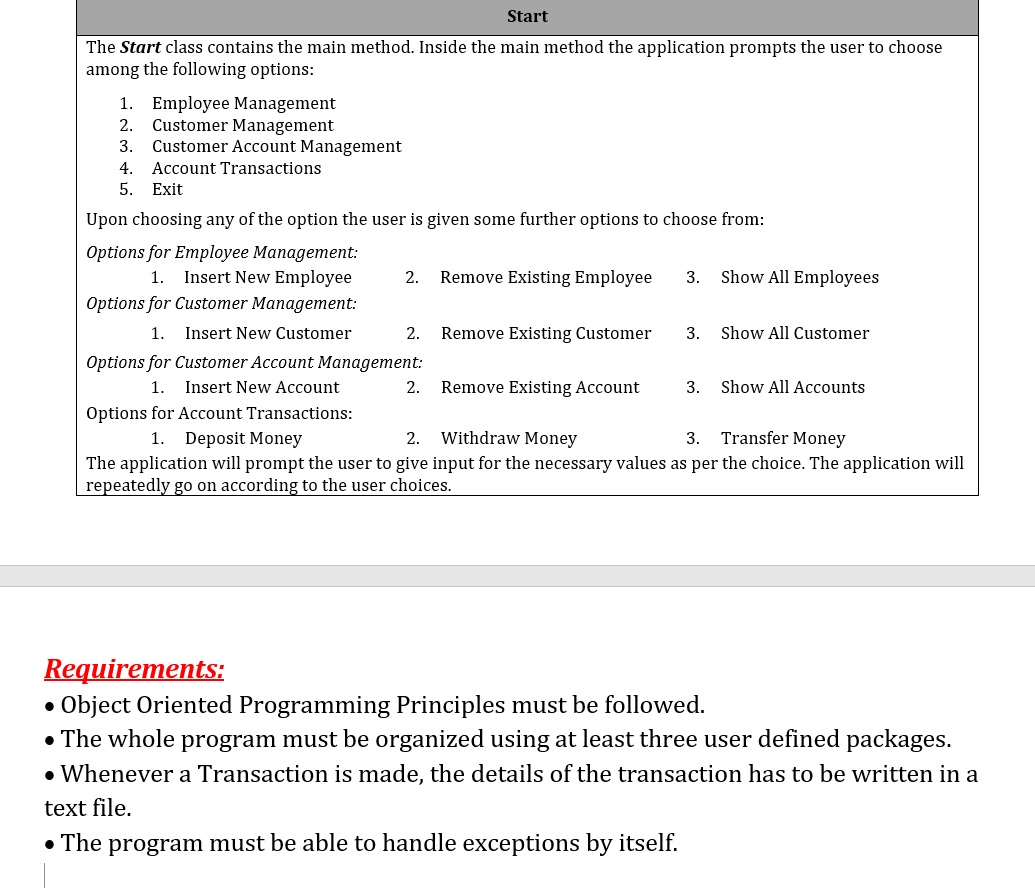 Start
The Start class contains the main method. Inside the main method the application prompts the user to choose
among the following options:
1. Employee Management
2. Customer Management
3. Customer Account Management
4. Account Transactions
5. Exit
Upon choosing any of the option the user is given some further options to choose from:
Options for Employee Management:
1. Insert New Employee 2. Remove Existing Employee 3. Show All Employees
Options for Customer Management:
1. Insert New Customer 2. Remove Existing Customer 3. Show All Customer
Options for Customer Account Management:
1. Insert New Account 2. Remove Existing Account 3. Show All Accounts
Options for Account Transactions:
1. Deposit Money 2. Withdraw Money 3. Transfer Money
The application will prompt the user to give input for the necessary values as per the choice. The application will
repeatedly go on according to the user choices.
Requirements:
• Object Oriented Programming Principles must be followed.
• The whole program must be organized using at least three user defined packages.
• Whenever a Transaction is made, the details of the transaction has to be written in a
text file.
• The program must be able to handle exceptions by itself.